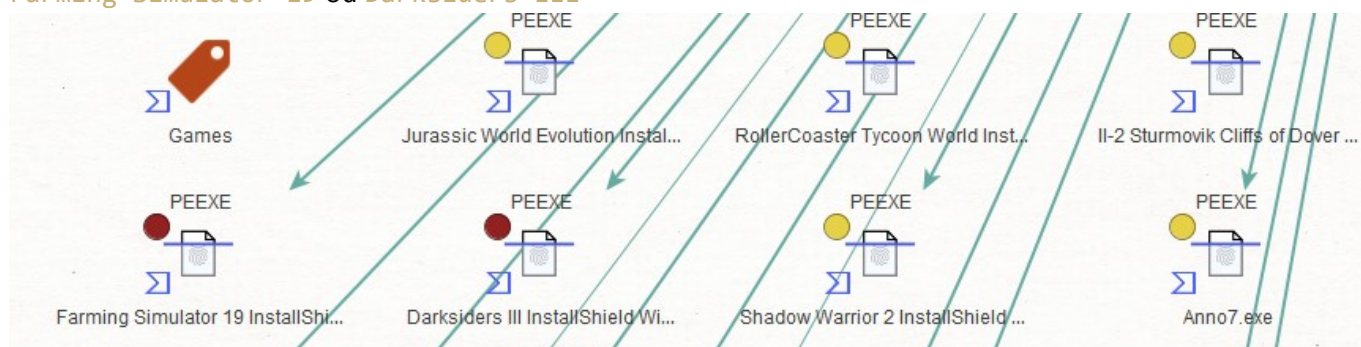 Farming Simulator 19 ou Darksiders III
PEEXE PEEXE PEEXE
Games Jurassic World Evolution Instal... RollerCoaster Tycoon World Inst... Il-2 Sturmovik Cliffs of Dover ...
PEEXE PEEXE PEEXE PEEXE
Farming Simulator 19 InstallShi... Darksiders III InstallShield Wi... Shadow Warrior 2 InstallShield ... Anno7.exe